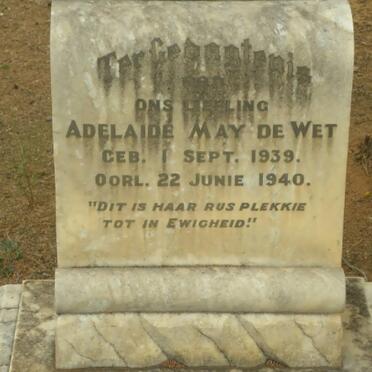 Ter Gedagtenis
van
ONS LIEFLING
ADELAIDE MAY DE WET
GEB. 1 SEPT. 1939.
OORL. 22 JUNIE 1940.
"DIT IS HAAR RUS PLEKKIE
TOT IN EWIGHEID!"